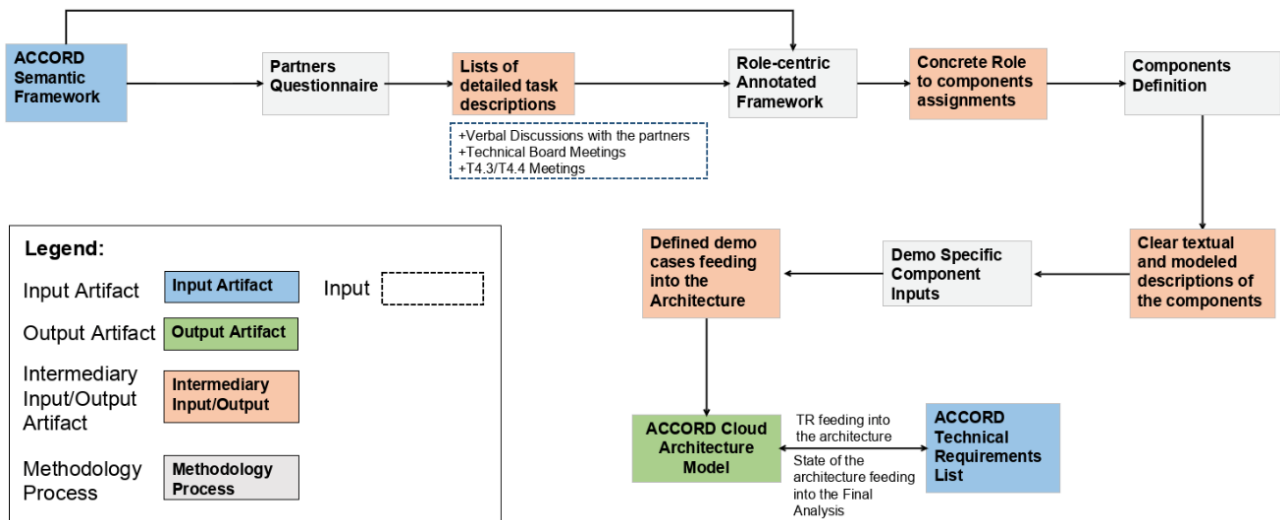 ACCORD
Semantic
Framework
Partners
Questionnaire
Lists of
detailed task
descriptions
Role-centric
Annotated
Framework
Concrete Role
to components
assignments
Components
Definition
+Verbal Discussions with the partners
+Technical Board Meetings
+T4.3/T4.4 Meetings
Defined demo
cases feeding
into the
Architecture
Demo Specific
Component
Inputs
Clear textual
and modeled
descriptions of
the components
ACCORD Cloud
Architecture
Model
TR feeding into
the architecture
State of the
architecture feeding
into the Final
Analysis
ACCORD
Technical
Requirements
List
Legend:
Input Artifact
Input Artifact
Input
Output Artifact
Output Artifact
Intermediary
Input/Output
Artifact
Intermediary
Input/Output
Methodology
Process
Methodology
Process